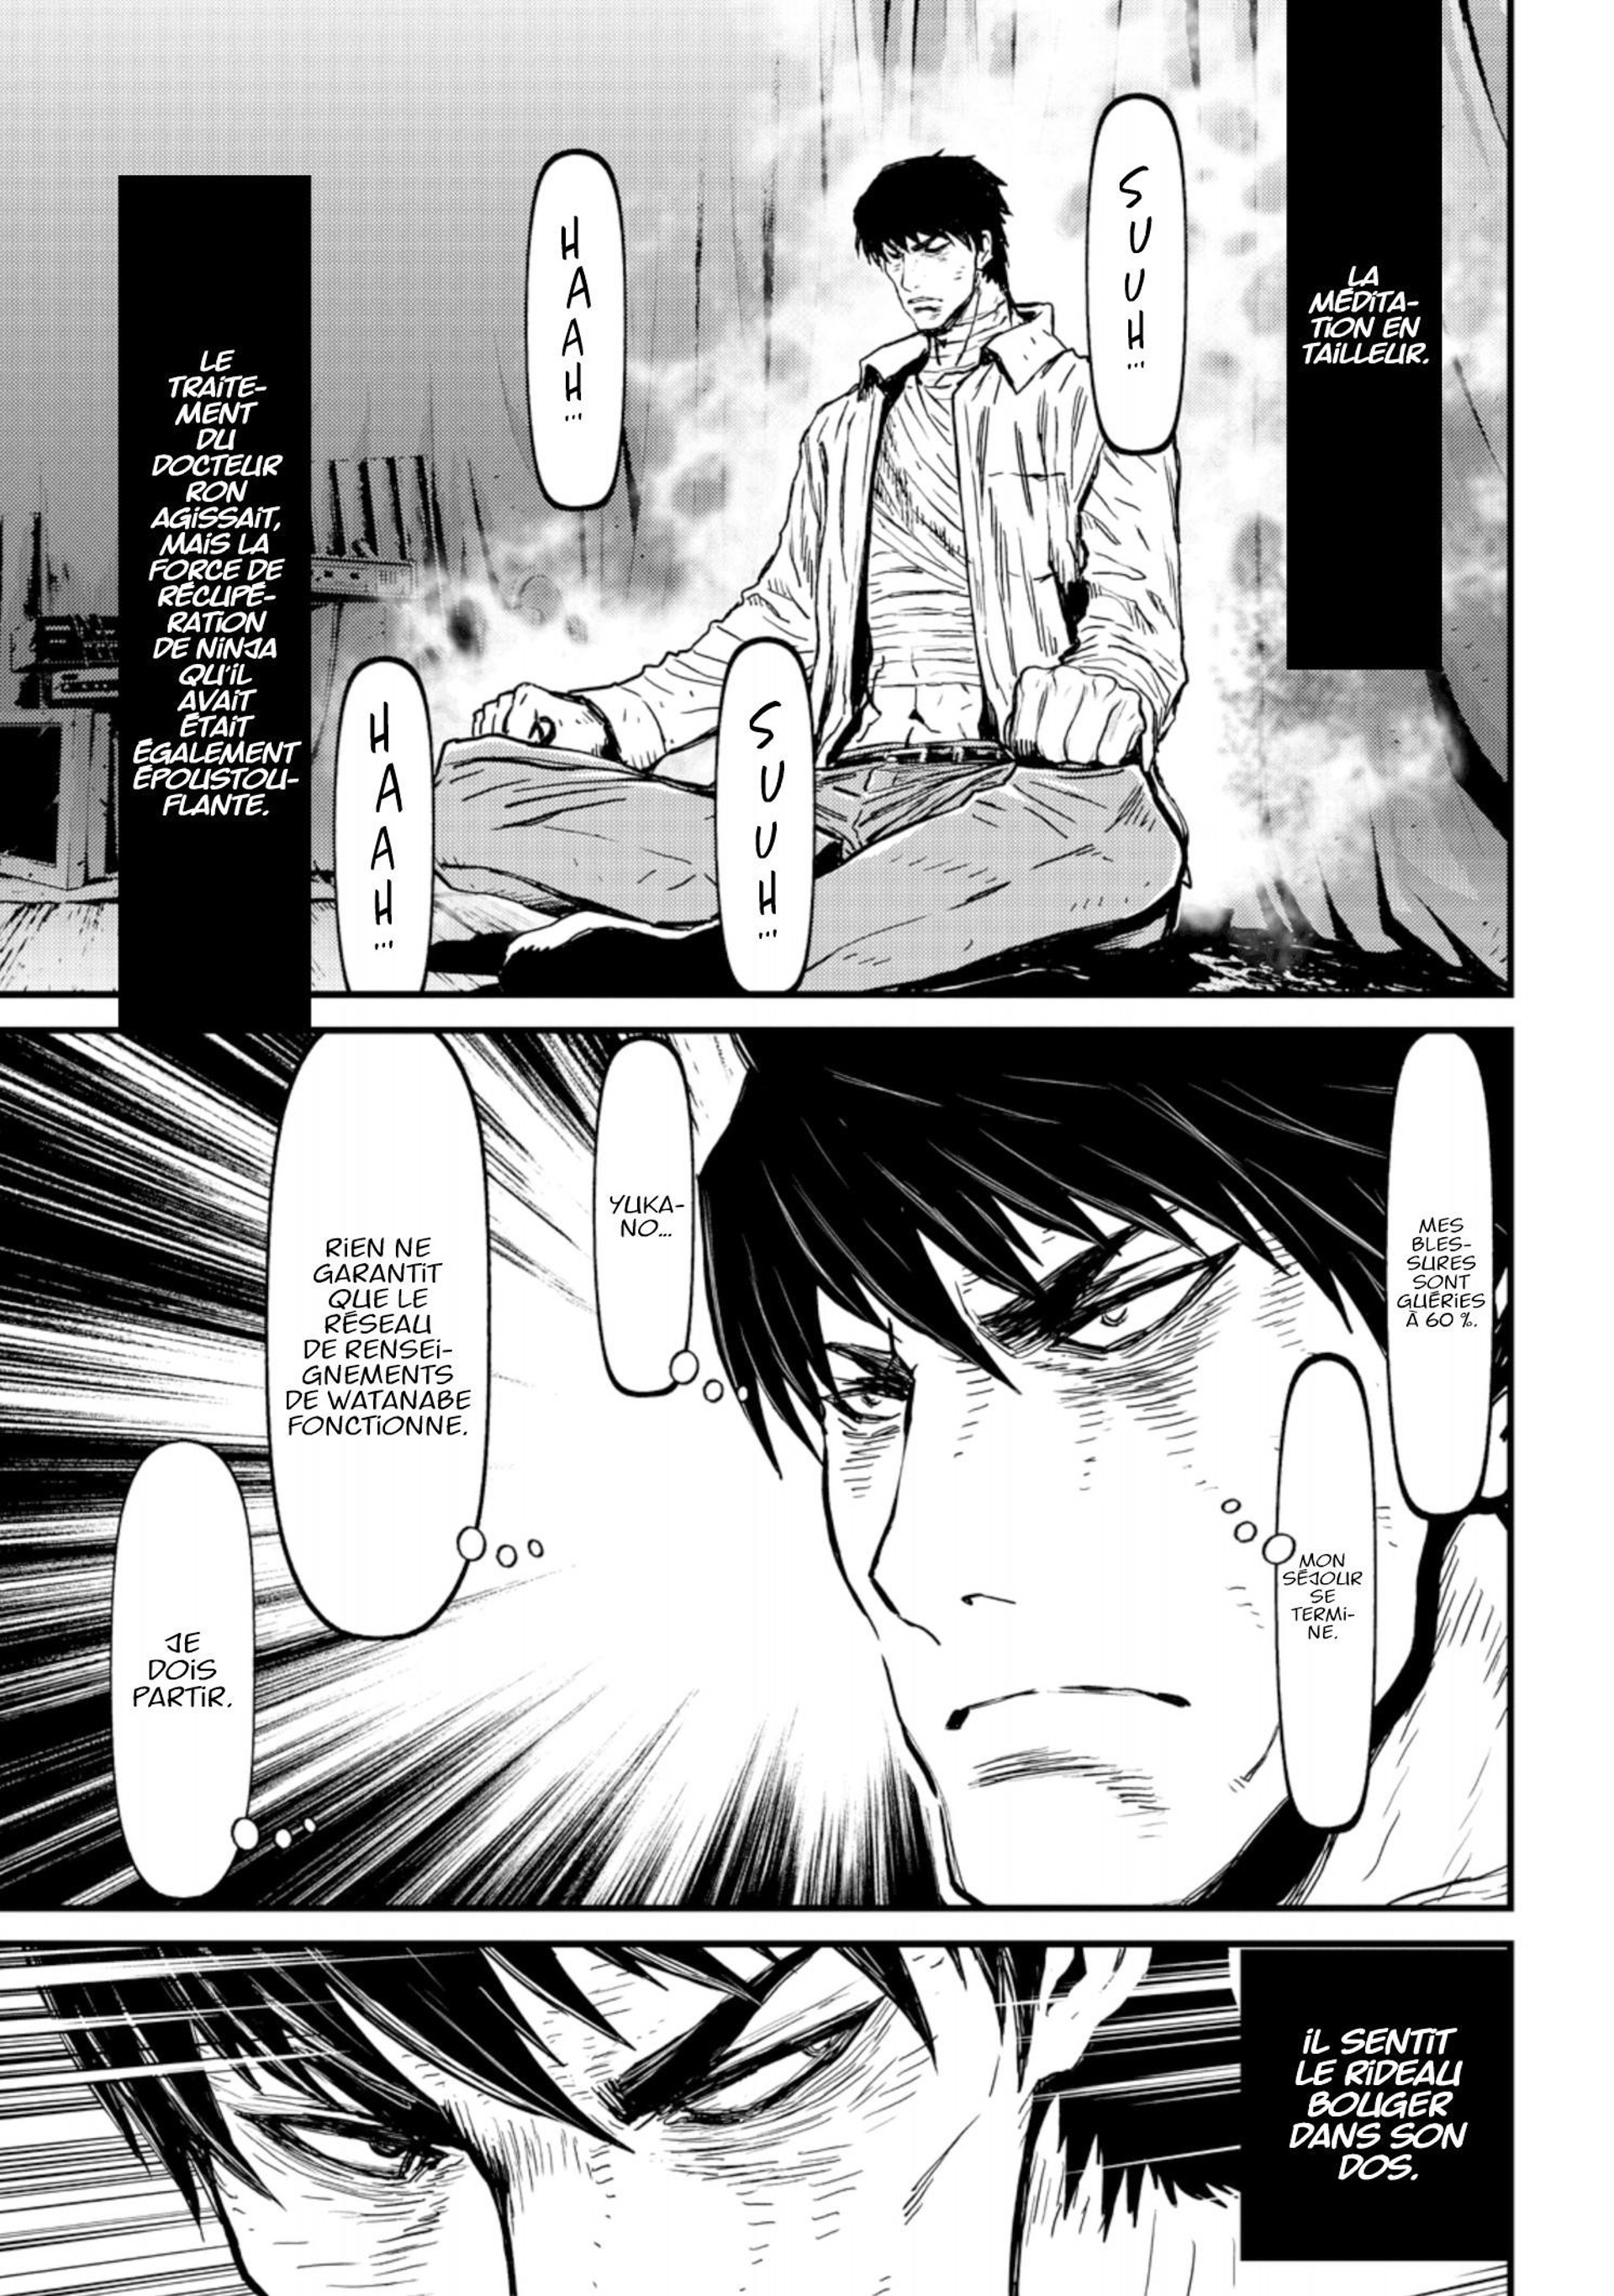 LA
MÉDITA-
TION EN
TAILLEUR.
SUUH...
HAAH...
SUUH...
HAAH...
LE
TRAITE-
MENT
DU
DOCTEUR
RON
AGISSAIT,
MAIS LA
FORCE DE
RÉCUPÉ-
RATION
DE NINJA
QU'IL
AVAIT
ÉTAIT
ÉGALEMENT
ÉPOUSTOU-
FLANTE.
MES
BLES-
SURES
SONT
GUÉRIES
À 60 %.
MON
SÉJOUR
SE
TERMI-
NE.
YUKA-
NO...
RIEN NE
GARANTIT
QUE LE
RÉSEAU
DE RENSEI-
GNEMENTS
DE WATANABE
FONCTIONNE.
JE
DOIS
PARTIR.
IL SENTIT
LE RIDEAU
BOUGER
DANS SON
DOS.